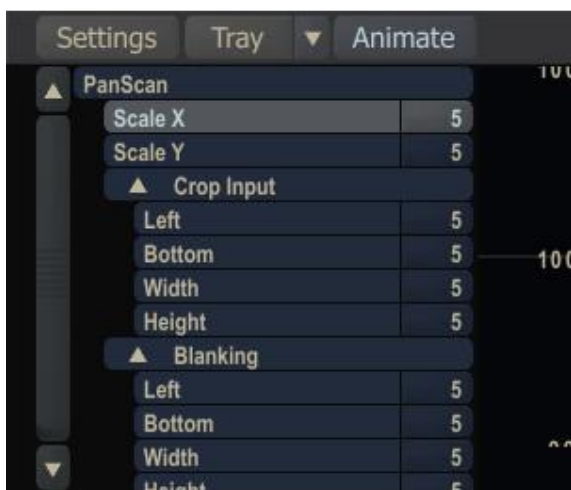 Settings Tray Animate
PanScan
Scale X 5
Scale Y 5
Crop Input
Left 5
Bottom 5
Width 5
Height 5
Blanking
Left 5
Bottom 5
Width 5
Height